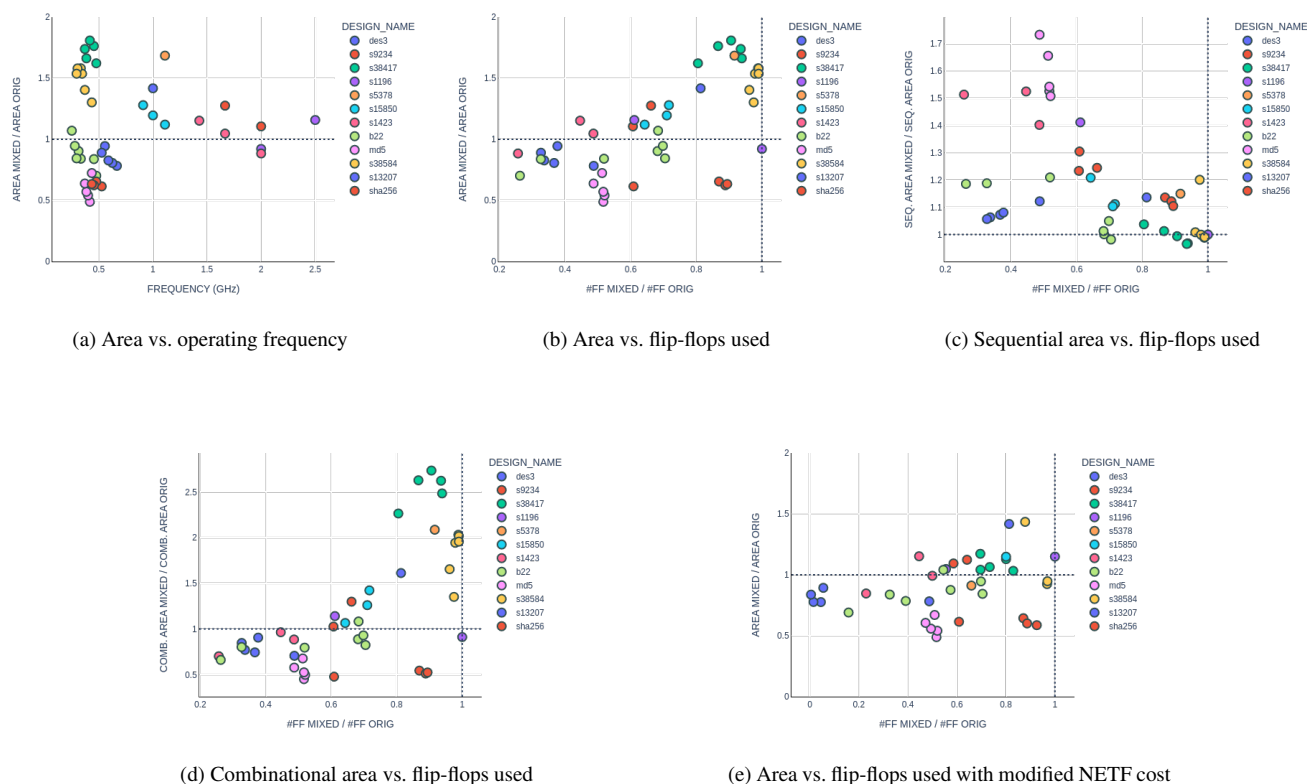 DESIGN_NAME
des3
s9234
s38417
s1196
s5378
s15850
s1423
b22
md5
s38584
s13207
sha256
AREA MIXED / AREA ORIG
2
1.5
1
0.5
0
0.5
1
1.5
2
2.5
FREQUENCY (GHz)
(a) Area vs. operating frequency
DESIGN_NAME
des3
s9234
s38417
s1196
s5378
s15850
s1423
b22
md5
s38584
s13207
sha256
AREA MIXED / AREA ORIG
2
1.5
1
0.5
0
0.2
0.4
0.6
0.8
1
#FF MIXED / #FF ORIG
(b) Area vs. flip-flops used
DESIGN_NAME
des3
s9234
s38417
s1196
s5378
s15850
s1423
b22
md5
s38584
s13207
sha256
SEQ. AREA MIXED / SEQ. AREA ORIG
1.7
1.6
1.5
1.4
1.3
1.2
1.1
1
0.2
0.4
0.6
0.8
1
#FF MIXED / #FF ORIG
(c) Sequential area vs. flip-flops used
DESIGN_NAME
des3
s9234
s38417
s1196
s5378
s15850
s1423
b22
md5
s38584
s13207
sha256
COMB. AREA MIXED / COMB. AREA ORIG
2.5
2
1.5
1
0.5
0.2
0.4
0.6
0.8
1
#FF MIXED / #FF ORIG
(d) Combinational area vs. flip-flops used
DESIGN_NAME
des3
s9234
s38417
s1196
s5378
s15850
s1423
b22
md5
s38584
s13207
sha256
AREA MIXED / AREA ORIG
2
1.5
1
0.5
0
0
0.2
0.4
0.6
0.8
1
#FF MIXED / #FF ORIG
(e) Area vs. flip-flops used with modified NETF cost